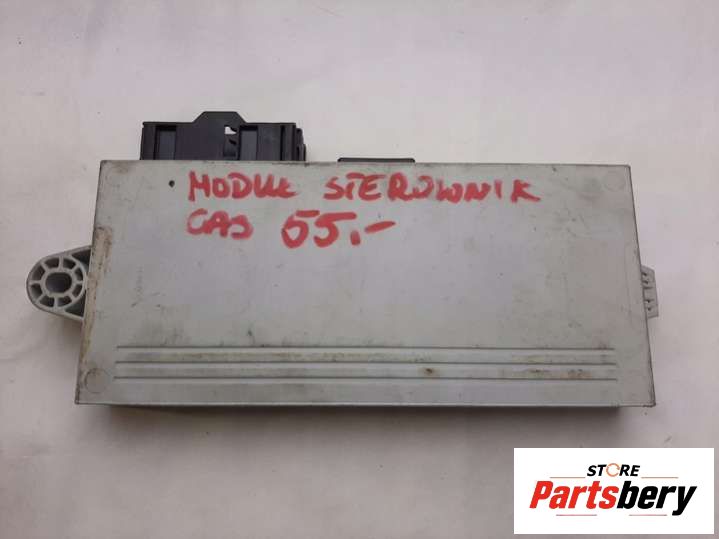 MODUŁ STEROWNIK
CAS 55.-
STORE
Partsbery